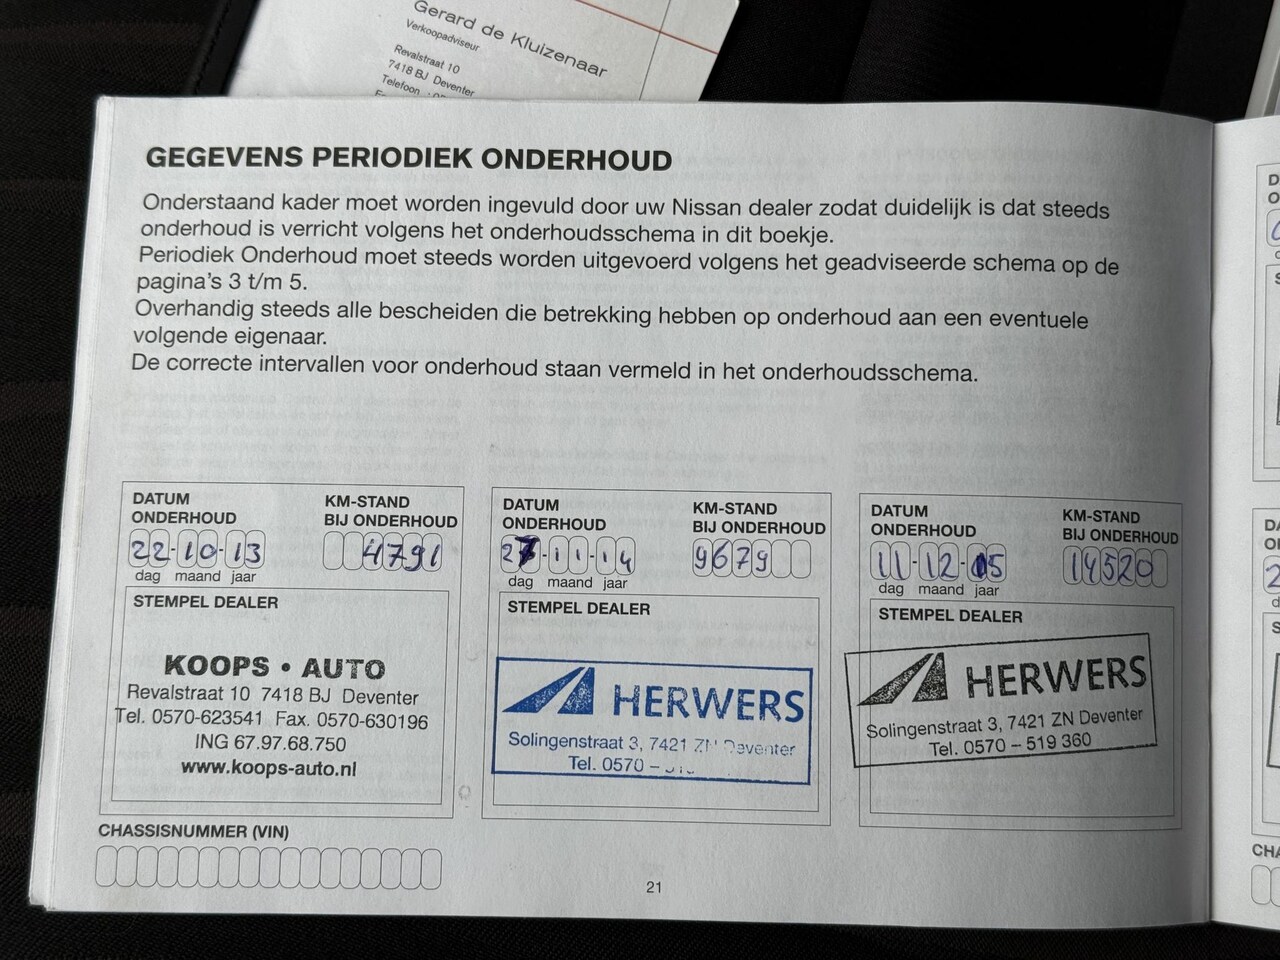 Gerard de Kluizenaar
Verkoopadviseur
Revalstraat 10
7418 BJ Deventer
Telefoon
GEGEVENS PERIODIEK ONDERHOUD
Onderstaand kader moet worden ingevuld door uw Nissan dealer zodat duidelijk is dat steeds
onderhoud is verricht volgens het onderhoudsschema in dit boekje.
Periodiek Onderhoud moet steeds worden uitgevoerd volgens het geadviseerde schema op de
pagina's 3 t/m 5.
Overhandig steeds alle bescheiden die betrekking hebben op onderhoud aan een eventuele
volgende eigenaar.
De correcte intervallen voor onderhoud staan vermeld in het onderhoudsschema.
DATUM
ONDERHOUD
KM-STAND
BIJ ONDERHOUD
22-10-13
4791
dag maand jaar
STEMPEL DEALER
KOOPS • AUTO
Revalstraat 10 7418 BJ Deventer
Tel. 0570-623541 Fax. 0570-630196
ING 67.97.68.750
www.koops-auto.nl
CHASSISNUMMER (VIN)
DATUM
ONDERHOUD
KM-STAND
BIJ ONDERHOUD
27-11-14
9679
dag maand jaar
STEMPEL DEALER
HERWERS
Solingenstraat 3, 7421 ZN Deventer
Tel. 0570 –
DATUM
ONDERHOUD
KM-STAND
BIJ ONDERHOUD
11-12-15
14520
dag maand jaar
STEMPEL DEALER
HERWERS
Solingenstraat 3, 7421 ZN Deventer
Tel. 0570 – 519 360
21